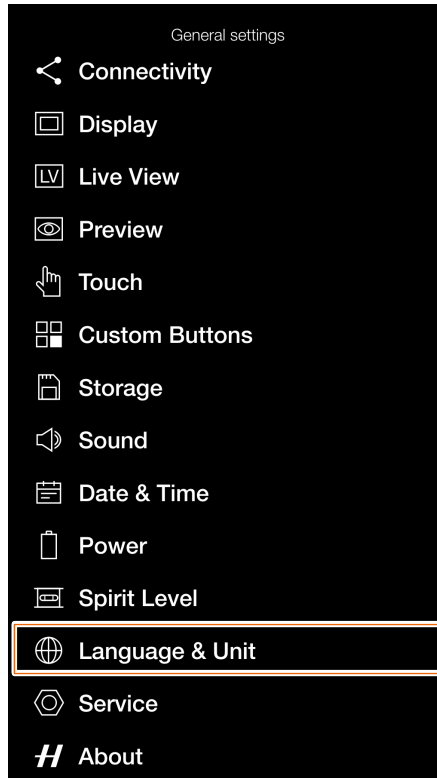 General settings
Connectivity
Display
LV Live View
Preview
Touch
Custom Buttons
Storage
Sound
Date & Time
Power
Spirit Level
Language & Unit
Service
H About